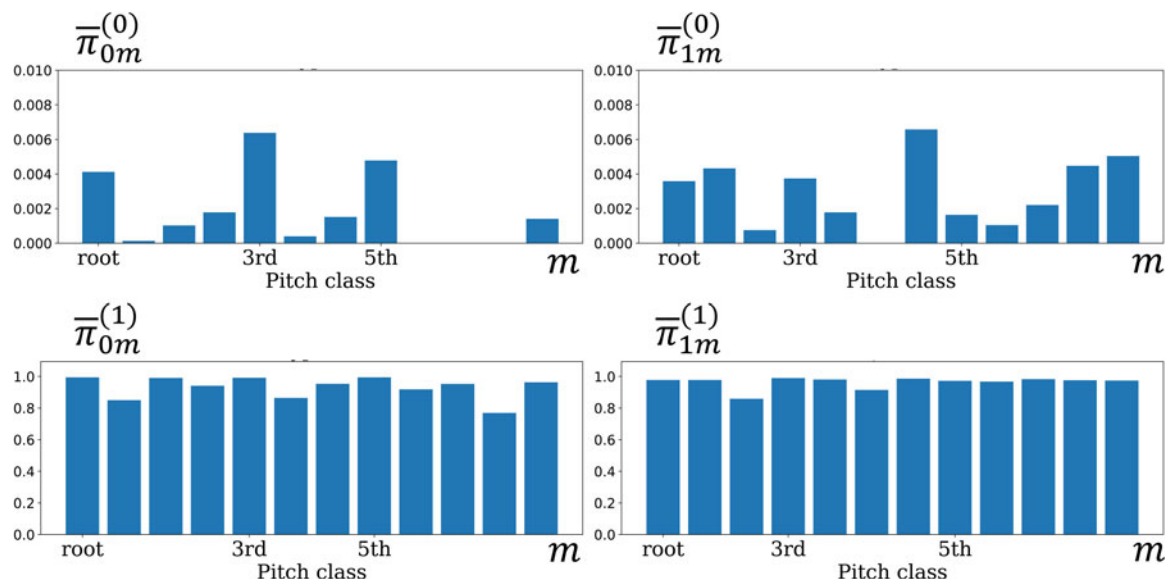 π̅₀ₘ⁽⁰⁾
0.010
0.008
0.006
0.004
0.002
0.000
root 3rd 5th m
Pitch class
π̅₁ₘ⁽⁰⁾
0.010
0.008
0.006
0.004
0.002
0.000
root 3rd 5th m
Pitch class
π̅₀ₘ⁽¹⁾
1.0
0.8
0.6
0.4
0.2
0.0
root 3rd 5th m
Pitch class
π̅₁ₘ⁽¹⁾
1.0
0.8
0.6
0.4
0.2
0.0
root 3rd 5th m
Pitch class